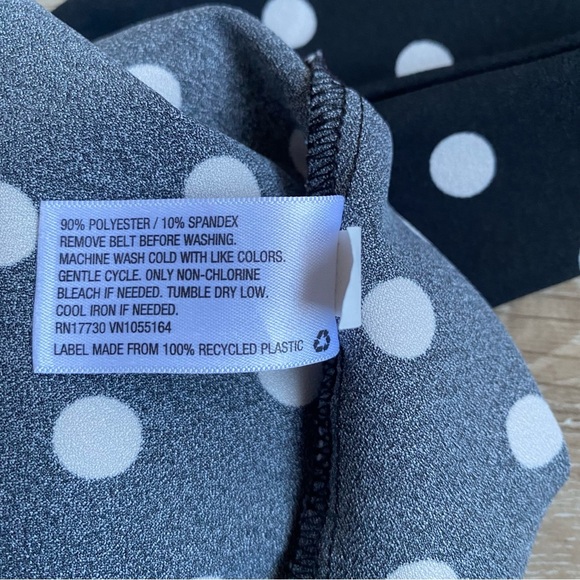 90% POLYESTER / 10% SPANDEX
REMOVE BELT BEFORE WASHING.
MACHINE WASH COLD WITH LIKE COLORS.
GENTLE CYCLE. ONLY NON-CHLORINE
BLEACH IF NEEDED. TUMBLE DRY LOW.
COOL IRON IF NEEDED.
RN17730 VN1055164
LABEL MADE FROM 100% RECYCLED PLASTIC